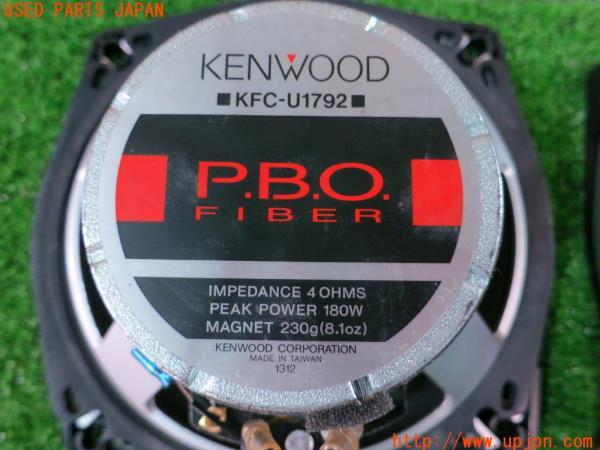 USED PARTS JAPAN
KENWOOD
■ KFC-U1792 ■
P.B.O.
FIBER
IMPEDANCE 4 OHMS
PEAK POWER 180W
MAGNET 230g(8.1oz)
KENWOOD CORPORATION
MADE IN TAIWAN
1312
http://www.upjpn.com/